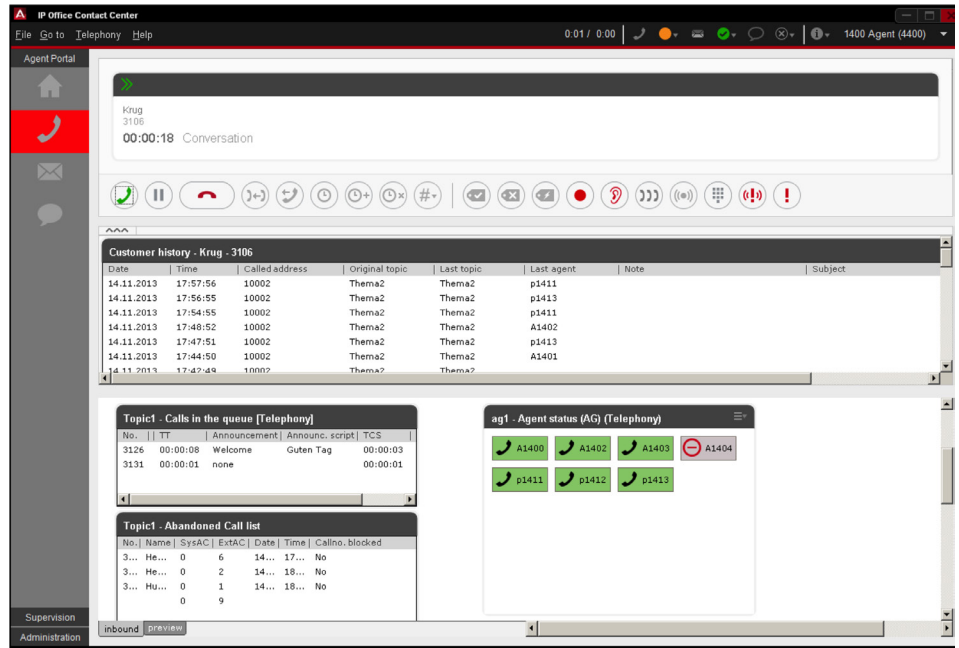 IP Office Contact Center
File Go to Telephony Help
0:01 / 0:00
1400 Agent (4400)
Agent Portal
Krug
3106
00:00:18 Conversation
Customer history - Krug - 3106
Date | Time | Called address | Original topic | Last topic | Last agent | Note | Subject
14.11.2013 17:57:56 10002 Thema2 Thema2 p1411
14.11.2013 17:56:55 10002 Thema2 Thema2 p1413
14.11.2013 17:54:55 10002 Thema2 Thema2 p1411
14.11.2013 17:48:52 10002 Thema2 Thema2 A1402
14.11.2013 17:47:51 10002 Thema2 Thema2 p1413
14.11.2013 17:44:50 10002 Thema2 Thema2 A1401
14.11.2013 17:42:49 10002 Thema2 Thema2
Topic1 - Calls in the queue [Telephony]
No. | | TT | Announcement | Announc. script | TCS |
3126 00:00:08 Welcome Guten Tag 00:00:03
3131 00:00:01 none 00:00:01
Topic1 - Abandoned Call list
No. | Name | SysAC | ExtAC | Date | Time | Callno. blocked
3... He... 0 6 14... 17... No
3... He... 0 2 14... 18... No
3... Hu... 0 1 14... 18... No
0 9
ag1 - Agent status (AG) (Telephony)
A1400 A1402 A1403 A1404
p1411 p1412 p1413
Supervision
Administration
inbound preview